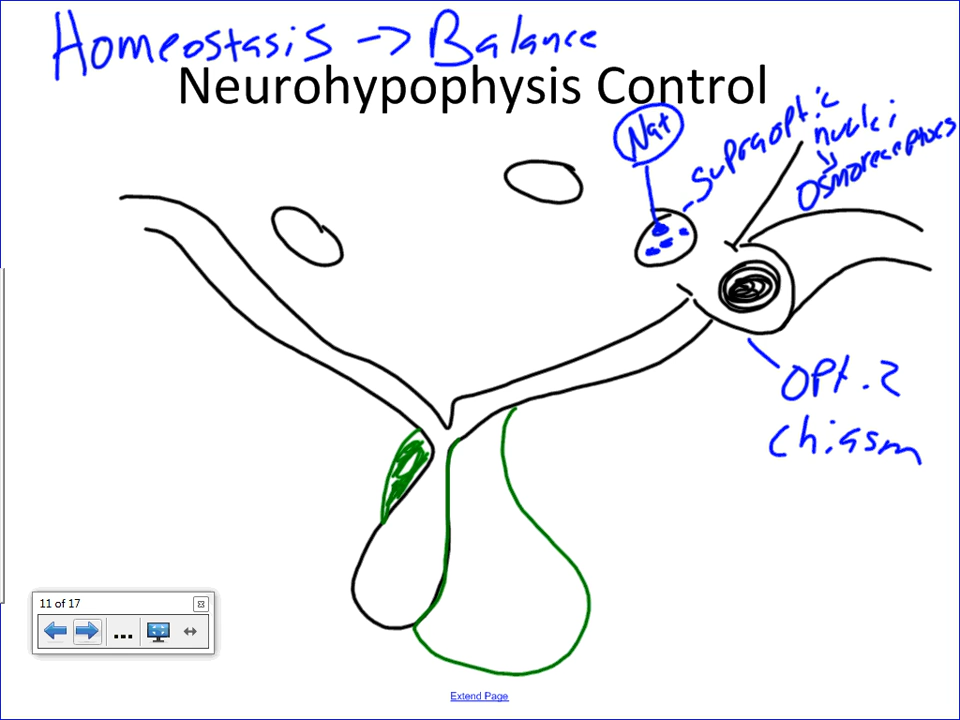 Homeostasis -> Balance
Neurohypophysis Control
Na+
supraoptic
nuclei
↳ Osmoreceptors
optic
chiasm
11 of 17
...
Extend Page